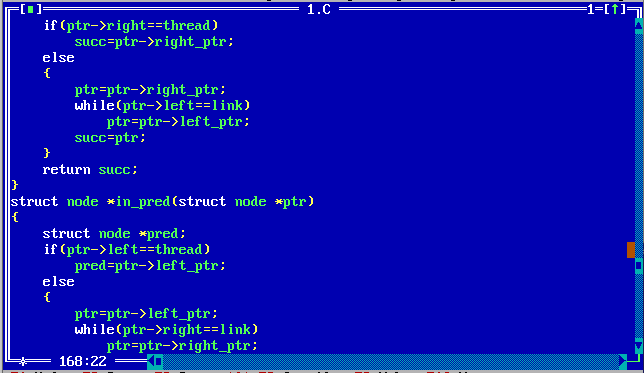 1.C
1
if(ptr->right==thread)
succ=ptr->right_ptr;
else
{
ptr=ptr->right_ptr;
while(ptr->left==link)
ptr=ptr->left_ptr;
succ=ptr;
}
return succ;
}
struct node *in_pred(struct node *ptr)
{
struct node *pred;
if(ptr->left==thread)
pred=ptr->left_ptr;
else
{
ptr=ptr->left_ptr;
while(ptr->right==link)
ptr=ptr->right_ptr;
168:22